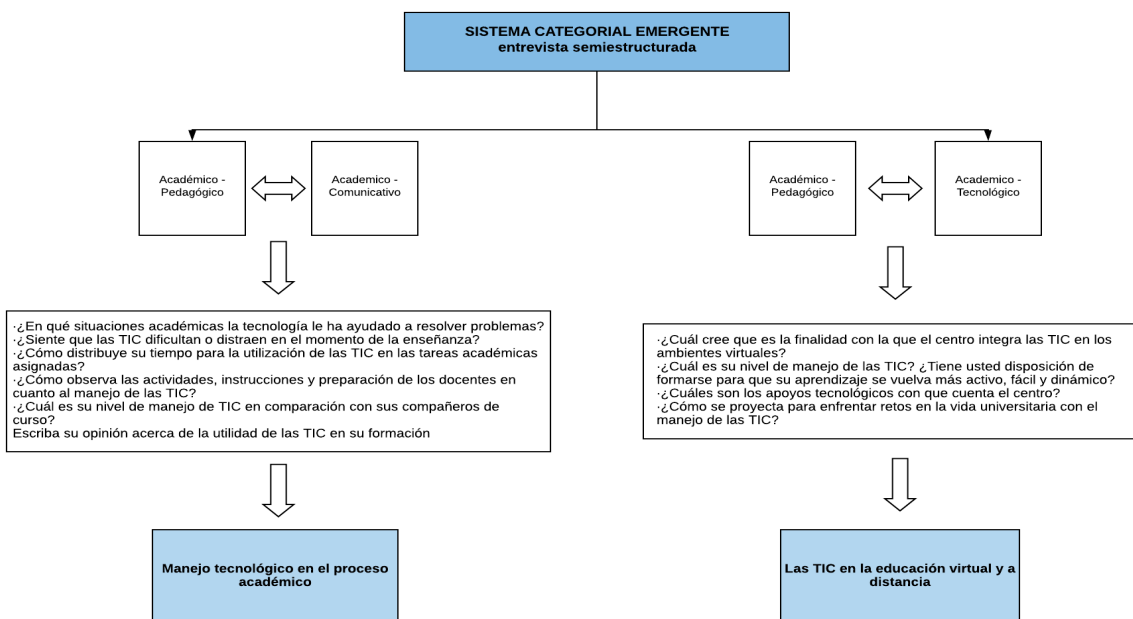 SISTEMA CATEGORIAL EMERGENTE
entrevista semiestructurada
Académico -
Pedagógico
Academico -
Comunicativo
Académico -
Pedagógico
Academico -
Tecnológico
·¿En qué situaciones académicas la tecnología le ha ayudado a resolver problemas?
·¿Siente que las TIC dificultan o distraen en el momento de la enseñanza?
·¿Cómo distribuye su tiempo para la utilización de las TIC en las tareas académicas
asignadas?
·¿Cómo observa las actividades, instrucciones y preparación de los docentes en
cuanto al manejo de las TIC?
·¿Cuál es su nivel de manejo de TIC en comparación con sus compañeros de
curso?
Escriba su opinión acerca de la utilidad de las TIC en su formación
·¿Cuál cree que es la finalidad con la que el centro integra las TIC en los
ambientes virtuales?
·¿Cuál es su nivel de manejo de las TIC? ¿Tiene usted disposición de
formarse para que su aprendizaje se vuelva más activo, fácil y dinámico?
·¿Cuáles son los apoyos tecnológicos con que cuenta el centro?
·¿Cómo se proyecta para enfrentar retos en la vida universitaria con el
manejo de las TIC?
Manejo tecnológico en el proceso
académico
Las TIC en la educación virtual y a
distancia